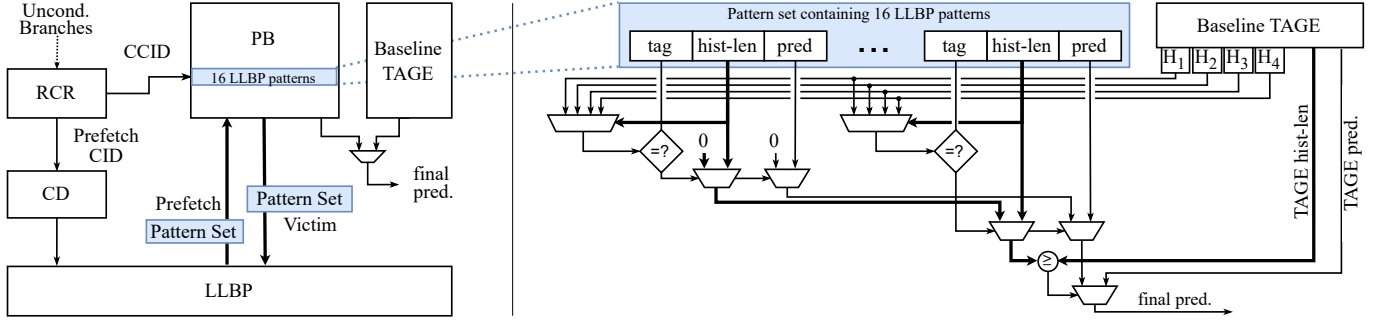 Uncond.
Branches
CCID
PB
Baseline
TAGE
16 LLBP patterns
RCR
Prefetch
CID
CD
final
pred.
Prefetch
Pattern Set
Pattern Set
Victim
LLBP
Pattern set containing 16 LLBP patterns
tag hist-len pred ... tag hist-len pred
Baseline TAGE
H1 H2 H3 H4
=? 0 0 =?
TAGE hist-len
TAGE pred.
≥
final pred.